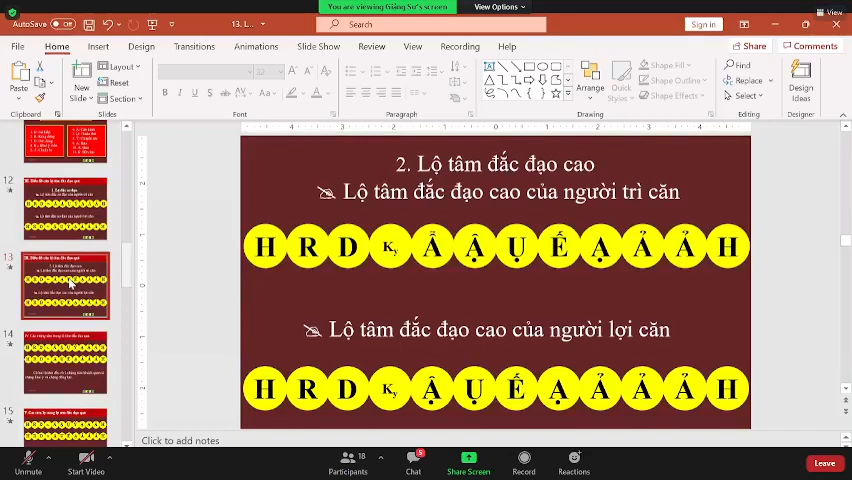 You are viewing Giảng Sư's screen
View Options
View
AutoSave
Off
13. L...
Search
Sign in
File
Home
Insert
Design
Transitions
Animations
Slide Show
Review
View
Recording
Help
Share
Comments
Paste
New Slide
Layout
Reset
Section
Shape Fill
Shape Outline
Shape Effects
Arrange
Quick Styles
Find
Replace
Select
Design Ideas
Clipboard
Slides
Font
Paragraph
Drawing
Editing
Designer
12
13
14
15
2. Lộ tâm đắc đạo cao
Lộ tâm đắc đạo cao của người trì căn
H R D Ky Ẩ Ậ Ụ Ế Ạ Ả Ả H
Lộ tâm đắc đạo cao của người lợi căn
H R D Ky Ậ Ụ Ế Ạ Ả Ả Ả H
Click to add notes
Unmute
Start Video
Participants
18
Chat
5
Share Screen
Record
Reactions
Leave